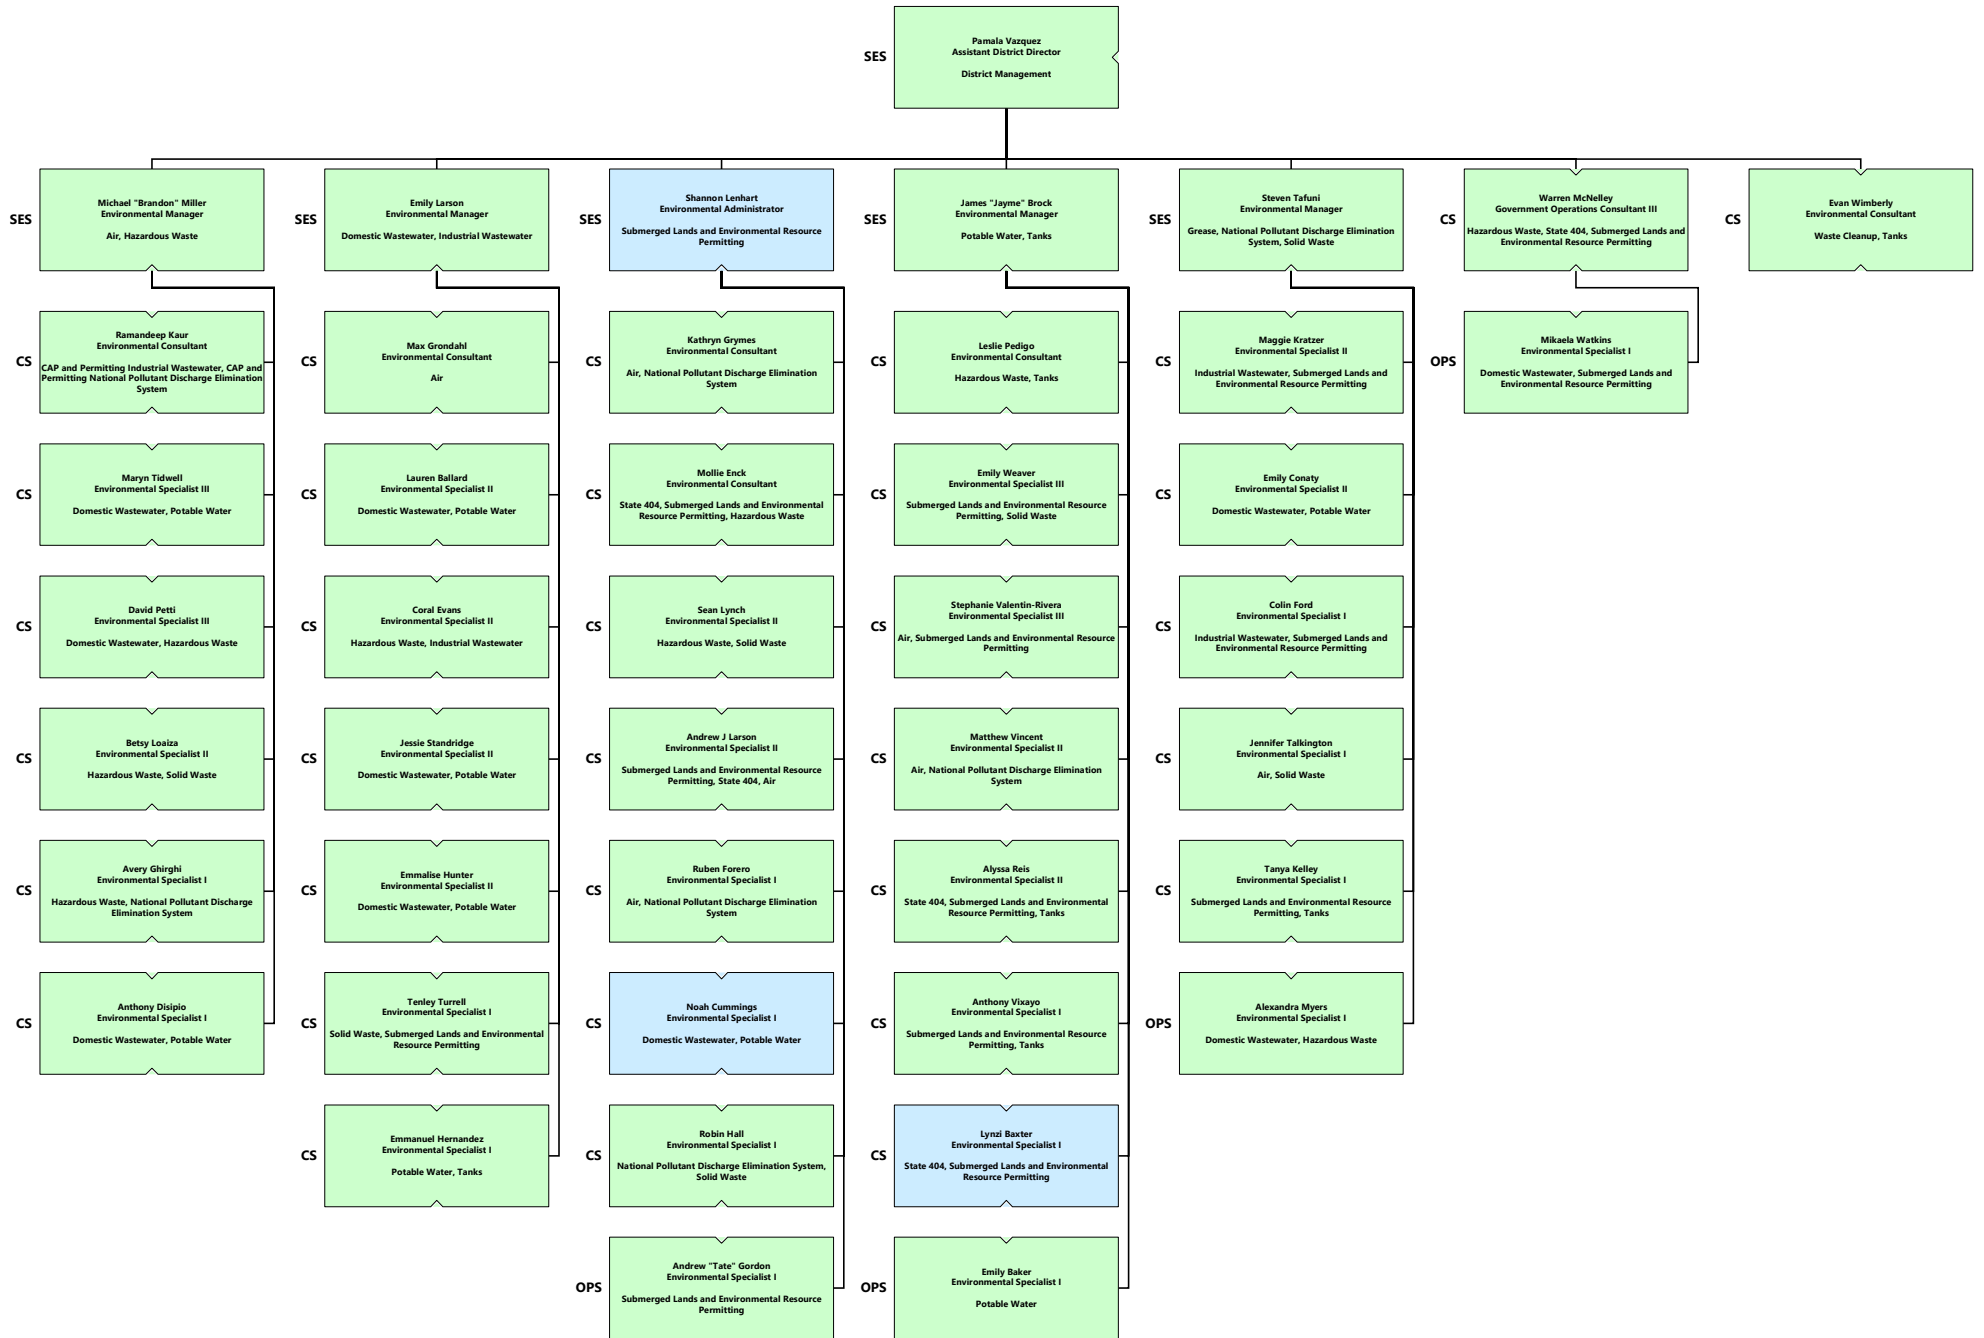 SES
Pamala Vazquez
Assistant District Director
District Management
SES
Michael "Brandon" Miller
Environmental Manager
Air, Hazardous Waste
SES
Emily Larson
Environmental Manager
Domestic Wastewater, Industrial Wastewater
SES
Shannon Lenhart
Environmental Administrator
Submerged Lands and Environmental Resource
Permitting
SES
James "Jayme" Brock
Environmental Manager
Potable Water, Tanks
SES
Steven Tafuni
Environmental Manager
Grease, National Pollutant Discharge Elimination
System, Solid Waste
CS
Warren McNelley
Government Operations Consultant III
Hazardous Waste, State 404, Submerged Lands and
Environmental Resource Permitting
CS
Evan Wimberly
Environmental Consultant
Waste Cleanup, Tanks
CS
Ramandeep Kaur
Environmental Consultant
CAP and Permitting Industrial Wastewater, CAP and
Permitting National Pollutant Discharge Elimination
System
CS
Max Grondahl
Environmental Consultant
Air
CS
Kathryn Grymes
Environmental Consultant
Air, National Pollutant Discharge Elimination
System
CS
Leslie Pedigo
Environmental Consultant
Hazardous Waste, Tanks
CS
Maggie Kratzer
Environmental Specialist II
Industrial Wastewater, Submerged Lands and
Environmental Resource Permitting
OPS
Mikaela Watkins
Environmental Specialist I
Domestic Wastewater, Submerged Lands and
Environmental Resource Permitting
CS
Maryn Tidwell
Environmental Specialist III
Domestic Wastewater, Potable Water
CS
Lauren Ballard
Environmental Specialist II
Domestic Wastewater, Potable Water
CS
Mollie Enck
Environmental Consultant
State 404, Submerged Lands and Environmental
Resource Permitting, Hazardous Waste
CS
Emily Weaver
Environmental Specialist III
Submerged Lands and Environmental Resource
Permitting, Solid Waste
CS
Emily Conaty
Environmental Specialist II
Domestic Wastewater, Potable Water
CS
David Petti
Environmental Specialist III
Domestic Wastewater, Hazardous Waste
CS
Coral Evans
Environmental Specialist II
Hazardous Waste, Industrial Wastewater
CS
Sean Lynch
Environmental Specialist II
Hazardous Waste, Solid Waste
CS
Stephanie Valentin-Rivera
Environmental Specialist III
Air, Submerged Lands and Environmental Resource
Permitting
CS
Colin Ford
Environmental Specialist I
Industrial Wastewater, Submerged Lands and
Environmental Resource Permitting
CS
Betsy Loaiza
Environmental Specialist II
Hazardous Waste, Solid Waste
CS
Jessie Standridge
Environmental Specialist II
Domestic Wastewater, Potable Water
CS
Andrew J Larson
Environmental Specialist II
Submerged Lands and Environmental Resource
Permitting, State 404, Air
CS
Matthew Vincent
Environmental Specialist II
Air, National Pollutant Discharge Elimination
System
CS
Jennifer Talkington
Environmental Specialist I
Air, Solid Waste
CS
Avery Ghirghi
Environmental Specialist I
Hazardous Waste, National Pollutant Discharge
Elimination System
CS
Emmalise Hunter
Environmental Specialist II
Domestic Wastewater, Potable Water
CS
Ruben Forero
Environmental Specialist I
Air, National Pollutant Discharge Elimination
System
CS
Alyssa Reis
Environmental Specialist II
State 404, Submerged Lands and Environmental
Resource Permitting, Tanks
CS
Tanya Kelley
Environmental Specialist I
Submerged Lands and Environmental Resource
Permitting, Tanks
CS
Anthony Disipio
Environmental Specialist I
Domestic Wastewater, Potable Water
CS
Tenley Turrell
Environmental Specialist I
Solid Waste, Submerged Lands and Environmental
Resource Permitting
CS
Noah Cummings
Environmental Specialist I
Domestic Wastewater, Potable Water
CS
Anthony Vixayo
Environmental Specialist I
Submerged Lands and Environmental Resource
Permitting, Tanks
OPS
Alexandra Myers
Environmental Specialist I
Domestic Wastewater, Hazardous Waste
CS
Emmanuel Hernandez
Environmental Specialist I
Potable Water, Tanks
CS
Robin Hall
Environmental Specialist I
National Pollutant Discharge Elimination System,
Solid Waste
CS
Lynzi Baxter
Environmental Specialist I
State 404, Submerged Lands and Environmental
Resource Permitting
OPS
Andrew "Tate" Gordon
Environmental Specialist I
Submerged Lands and Environmental Resource
Permitting
OPS
Emily Baker
Environmental Specialist I
Potable Water